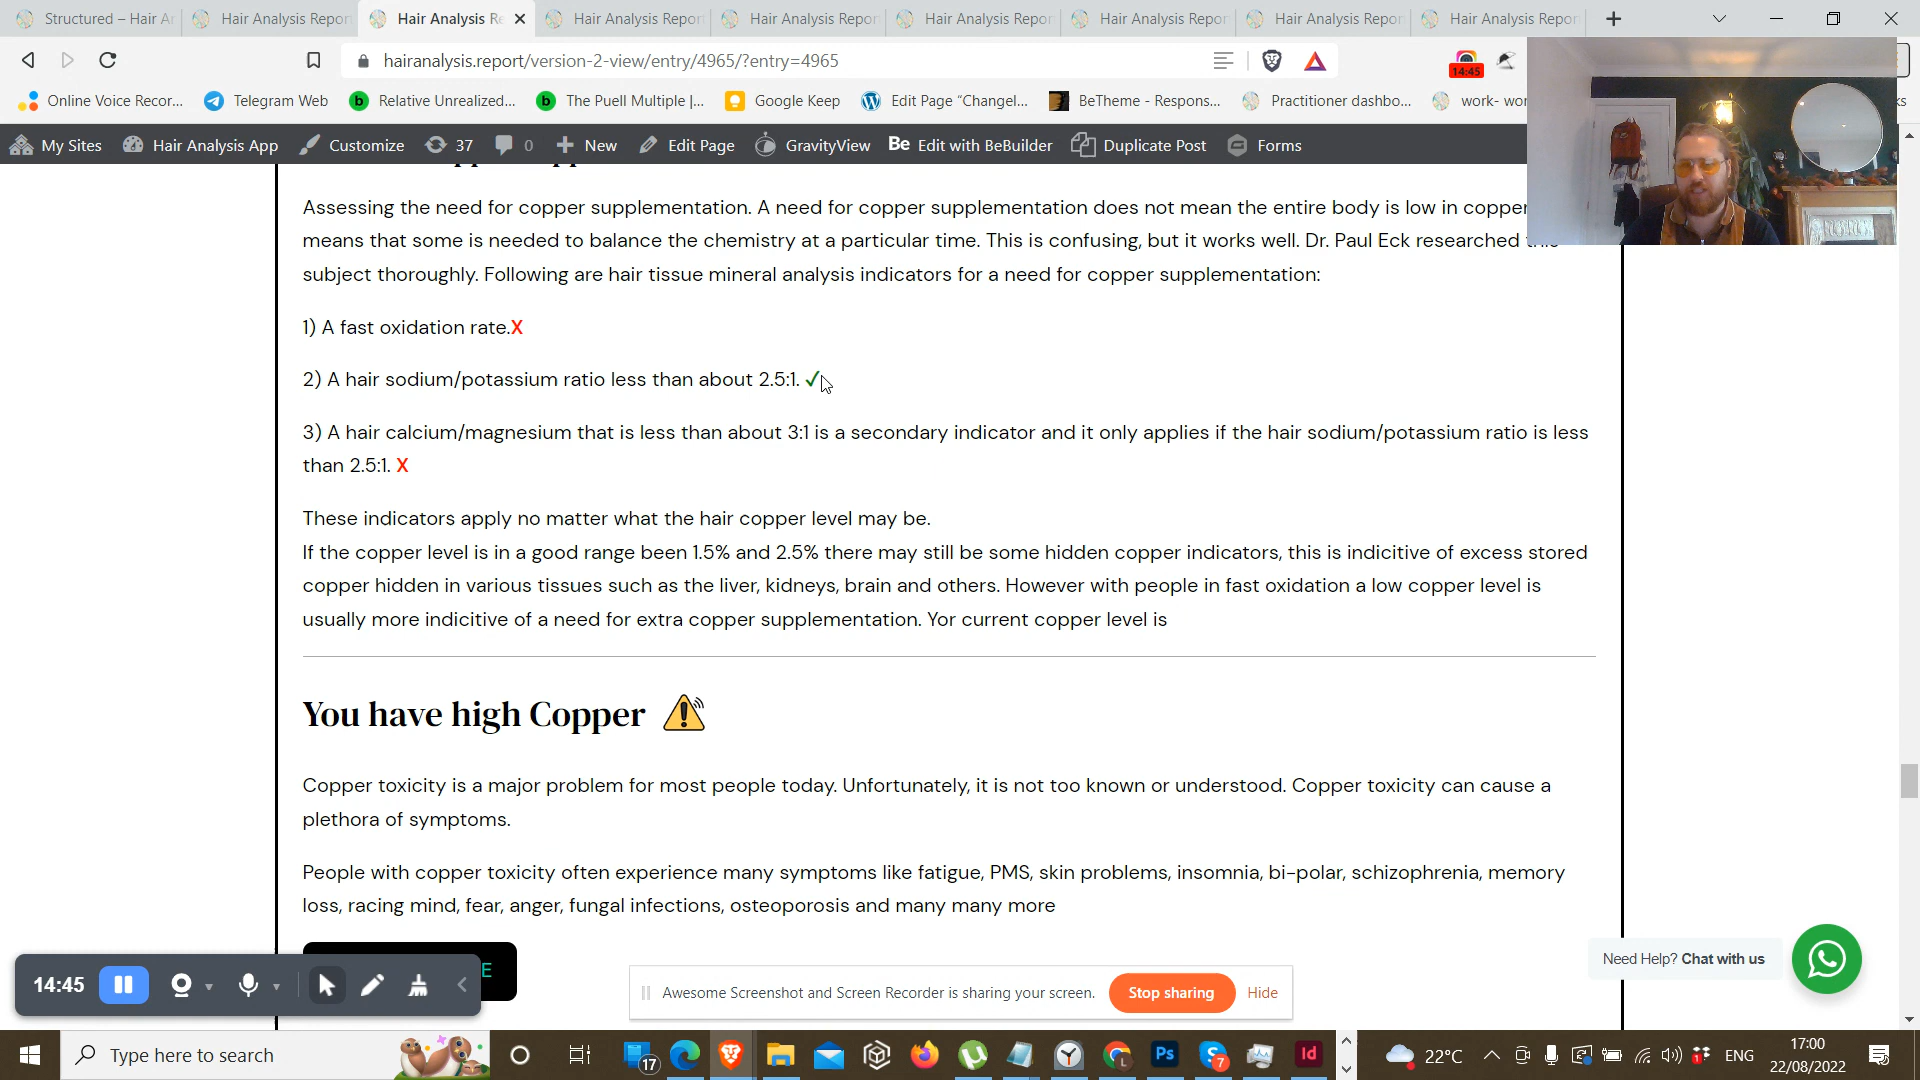 Structured – Hair Ar
Hair Analysis Repor
Hair Analysis Re
Hair Analysis Repor
Hair Analysis Repor
Hair Analysis Repor
Hair Analysis Repor
Hair Analysis Repor
Hair Analysis Repor
hairanalysis.report/version-2-view/entry/4965/?entry=4965
14:45
Online Voice Recor...
Telegram Web
Relative Unrealized...
The Puell Multiple |...
Google Keep
Edit Page "Changel...
BeTheme - Respons...
Practitioner dashbo...
work- wor
ks
My Sites
Hair Analysis App
Customize
37
0
New
Edit Page
GravityView
Be Edit with BeBuilder
Duplicate Post
Forms
Assessing the need for copper supplementation. A need for copper supplementation does not mean the entire body is low in copper
means that some is needed to balance the chemistry at a particular time. This is confusing, but it works well. Dr. Paul Eck researched this
subject thoroughly. Following are hair tissue mineral analysis indicators for a need for copper supplementation:
1) A fast oxidation rate.X
2) A hair sodium/potassium ratio less than about 2.5:1. ✓
3) A hair calcium/magnesium that is less than about 3:1 is a secondary indicator and it only applies if the hair sodium/potassium ratio is less
than 2.5:1. X
These indicators apply no matter what the hair copper level may be.
If the copper level is in a good range been 1.5% and 2.5% there may still be some hidden copper indicators, this is indicitive of excess stored
copper hidden in various tissues such as the liver, kidneys, brain and others. However with people in fast oxidation a low copper level is
usually more indicitive of a need for extra copper supplementation. Yor current copper level is
You have high Copper
Copper toxicity is a major problem for most people today. Unfortunately, it is not too known or understood. Copper toxicity can cause a
plethora of symptoms.
People with copper toxicity often experience many symptoms like fatigue, PMS, skin problems, insomnia, bi-polar, schizophrenia, memory
loss, racing mind, fear, anger, fungal infections, osteoporosis and many many more
E
14:45
Awesome Screenshot and Screen Recorder is sharing your screen.
Stop sharing
Hide
Need Help? Chat with us
Type here to search
17
Ps
7
Id
22°C
1
ENG
17:00
22/08/2022